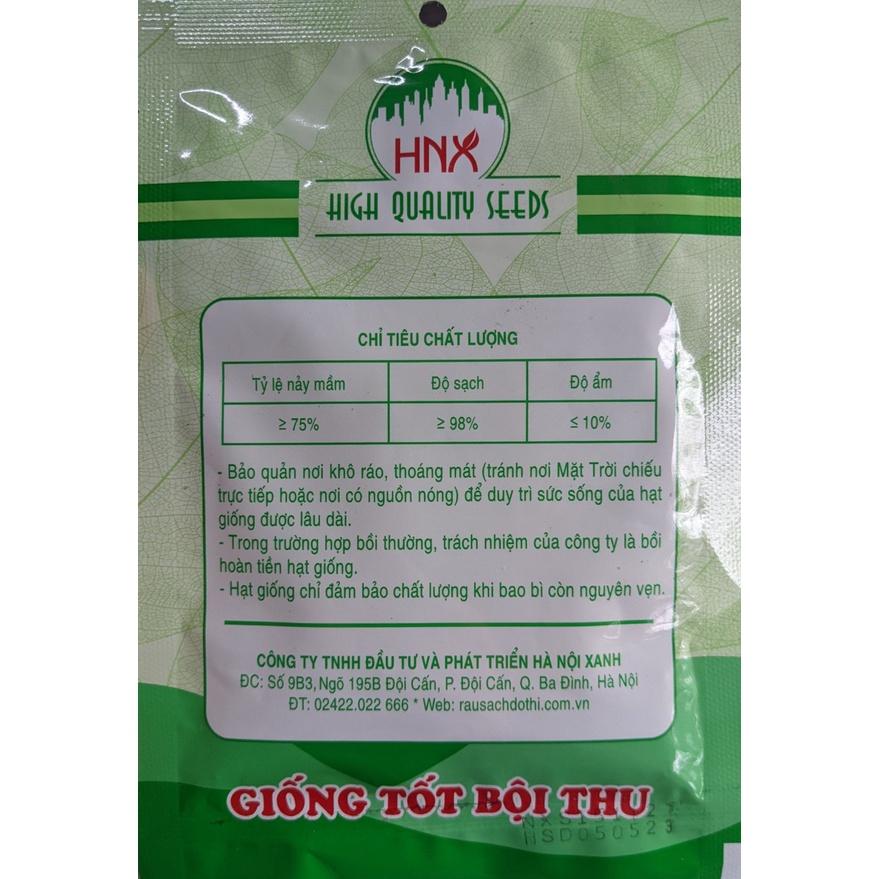 HNX
HIGH QUALITY SEEDS
CHỈ TIÊU CHẤT LƯỢNG
Tỷ lệ nảy mầm Độ sạch Độ ẩm
≥ 75% ≥ 98% ≤ 10%
- Bảo quản nơi khô ráo, thoáng mát (tránh nơi Mặt Trời chiếu
trực tiếp hoặc nơi có nguồn nóng) để duy trì sức sống của hạt
giống được lâu dài.
- Trong trường hợp bồi thường, trách nhiệm của công ty là bồi
hoàn tiền hạt giống.
- Hạt giống chỉ đảm bảo chất lượng khi bao bì còn nguyên vẹn.
CÔNG TY TNHH ĐẦU TƯ VÀ PHÁT TRIỂN HÀ NỘI XANH
ĐC: Số 9B3, Ngõ 195B Đội Cấn, P. Đội Cấn, Q. Ba Đình, Hà Nội
ĐT: 02422.022 666 * Web: rausachdothi.com.vn
GIỐNG TỐT BỘI THU
HSD050523